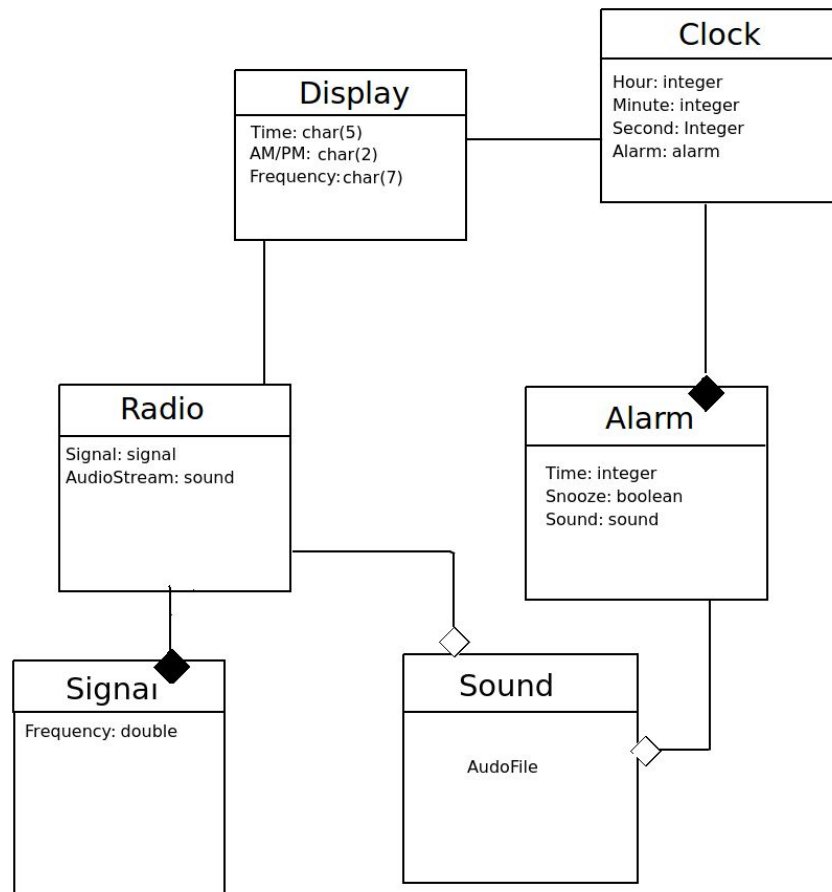 Clock
Hour: integer
Minute: integer
Second: Integer
Alarm: alarm
Display
Time: char(5)
AM/PM: char(2)
Frequency: char(7)
Radio
Signal: signal
AudioStream: sound
Alarm
Time: integer
Snooze: boolean
Sound: sound
Signal
Frequency: double
Sound
AudoFile